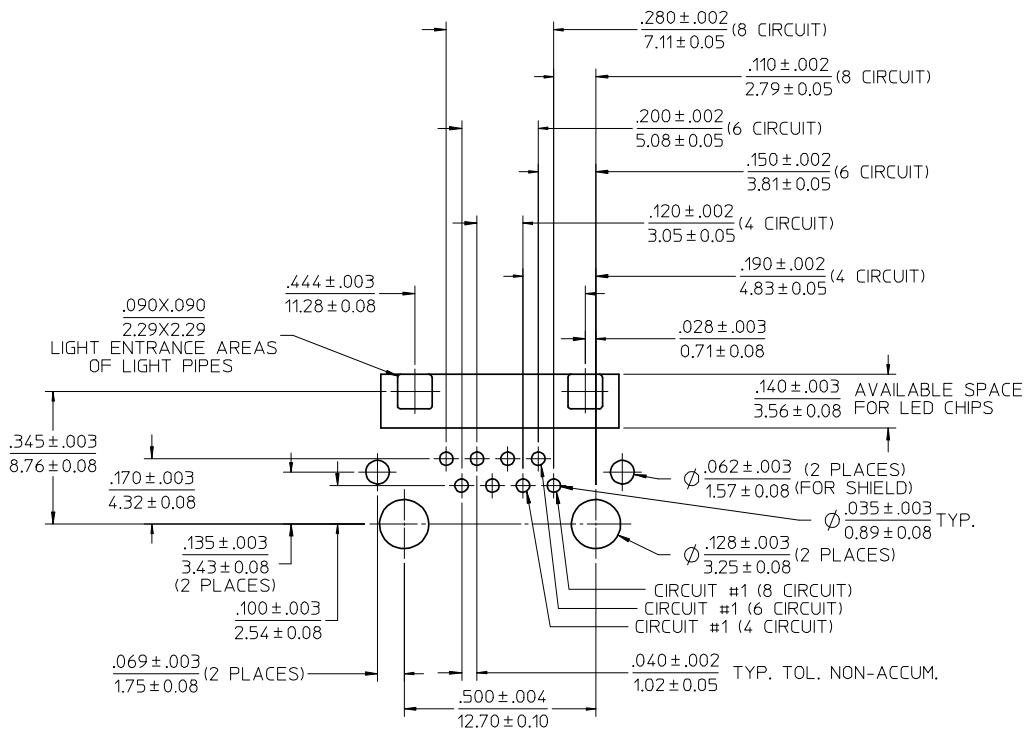 .280±.002
7.11±0.05
(8 CIRCUIT)
.110±.002
2.79±0.05
(8 CIRCUIT)
.200±.002
5.08±0.05
(6 CIRCUIT)
.150±.002
3.81±0.05
(6 CIRCUIT)
.120±.002
3.05±0.05
(4 CIRCUIT)
.190±.002
4.83±0.05
(4 CIRCUIT)
.444±.003
11.28±0.08
.090X.090
2.29X2.29
LIGHT ENTRANCE AREAS
OF LIGHT PIPES
.028±.003
0.71±0.08
.140±.003
3.56±0.08
AVAILABLE SPACE
FOR LED CHIPS
.345±.003
8.76±0.08
.170±.003
4.32±0.08
Ø .062±.003 (2 PLACES)
1.57±0.08 (FOR SHIELD)
Ø .035±.003
0.89±0.08
TYP.
.135±.003
3.43±0.08
(2 PLACES)
Ø .128±.003
3.25±0.08
(2 PLACES)
.100±.003
2.54±0.08
CIRCUIT #1 (8 CIRCUIT)
CIRCUIT #1 (6 CIRCUIT)
CIRCUIT #1 (4 CIRCUIT)
.069±.003
1.75±0.08
(2 PLACES)
.040±.002
1.02±0.05
TYP. TOL. NON-ACCUM.
.500±.004
12.70±0.10